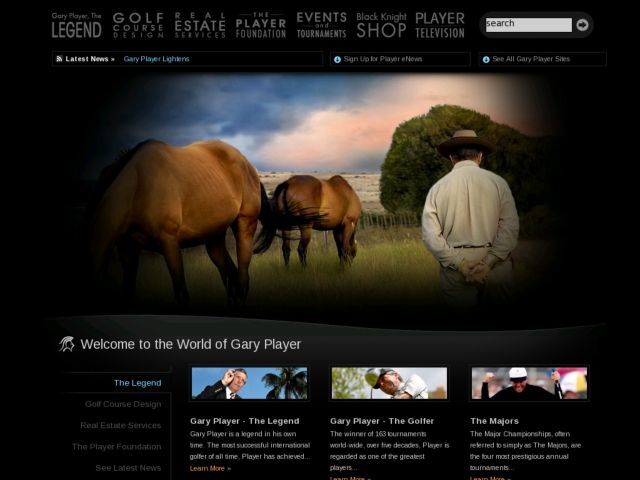 Gary Player, The
LEGEND
GOLF
COURSE
DESIGN
REAL
ESTATE
SERVICES
THE
PLAYER
FOUNDATION
EVENTS
and
TOURNAMENTS
Black Knight
SHOP
PLAYER
TELEVISION
search
Latest News »
Gary Player Lightens
Sign Up for Player eNews
See All Gary Player Sites
Welcome to the World of Gary Player
The Legend
Golf Course Design
Real Estate Services
The Player Foundation
See Latest News
Gary Player - The Legend
Gary Player is a legend in his own
time. The most successful international
golfer of all time, Player has achieved...
Learn More »
Gary Player - The Golfer
The winner of 163 tournaments
world-wide, over five decades, Player is
regarded as one of the greatest
players...
Learn More »
The Majors
The Major Championships, often
referred to simply as The Majors, are
the four most prestigious annual
tournaments...
Learn More »